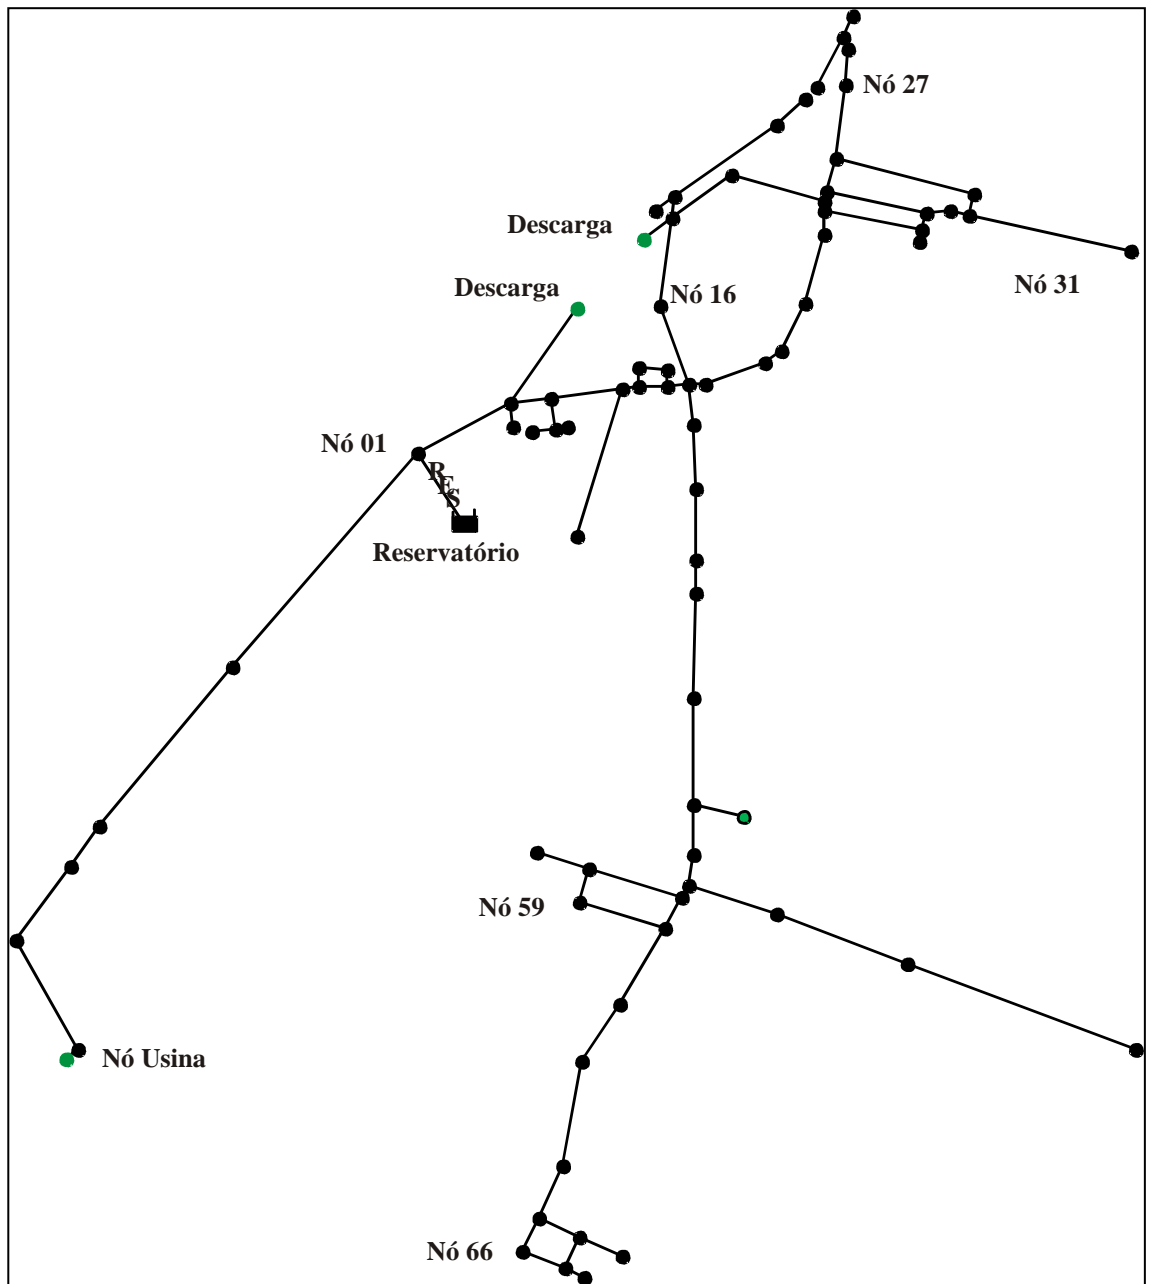 Nó 27
Descarga
Nó 31
Descarga
Nó 16
Nó 01
RES
Reservatório
Nó 59
Nó Usina
Nó 66